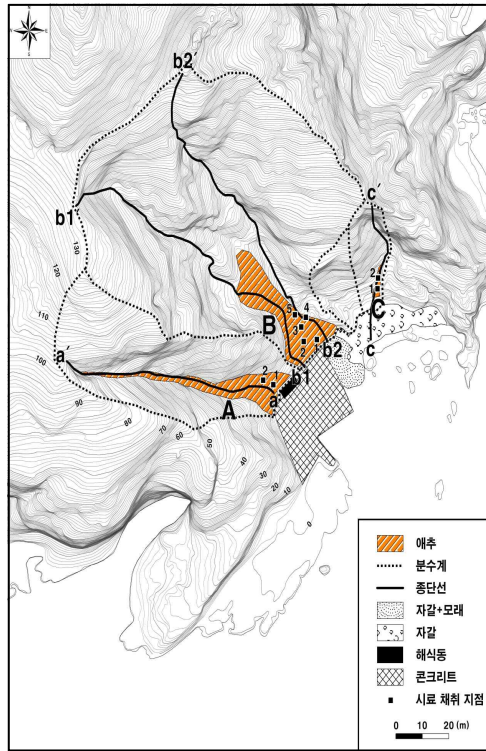 N
b2´
b1´
c´
130
120
110
100
a´
90
80
70
60
50
40
30
20
10
0
B
5
4
3
2
1
b2
b1
2
1
C
c
2
1
a
A
애추
분수계
종단선
자갈+모래
자갈
해식동
콘크리트
시료 채취 지점
0 10 20 (m)